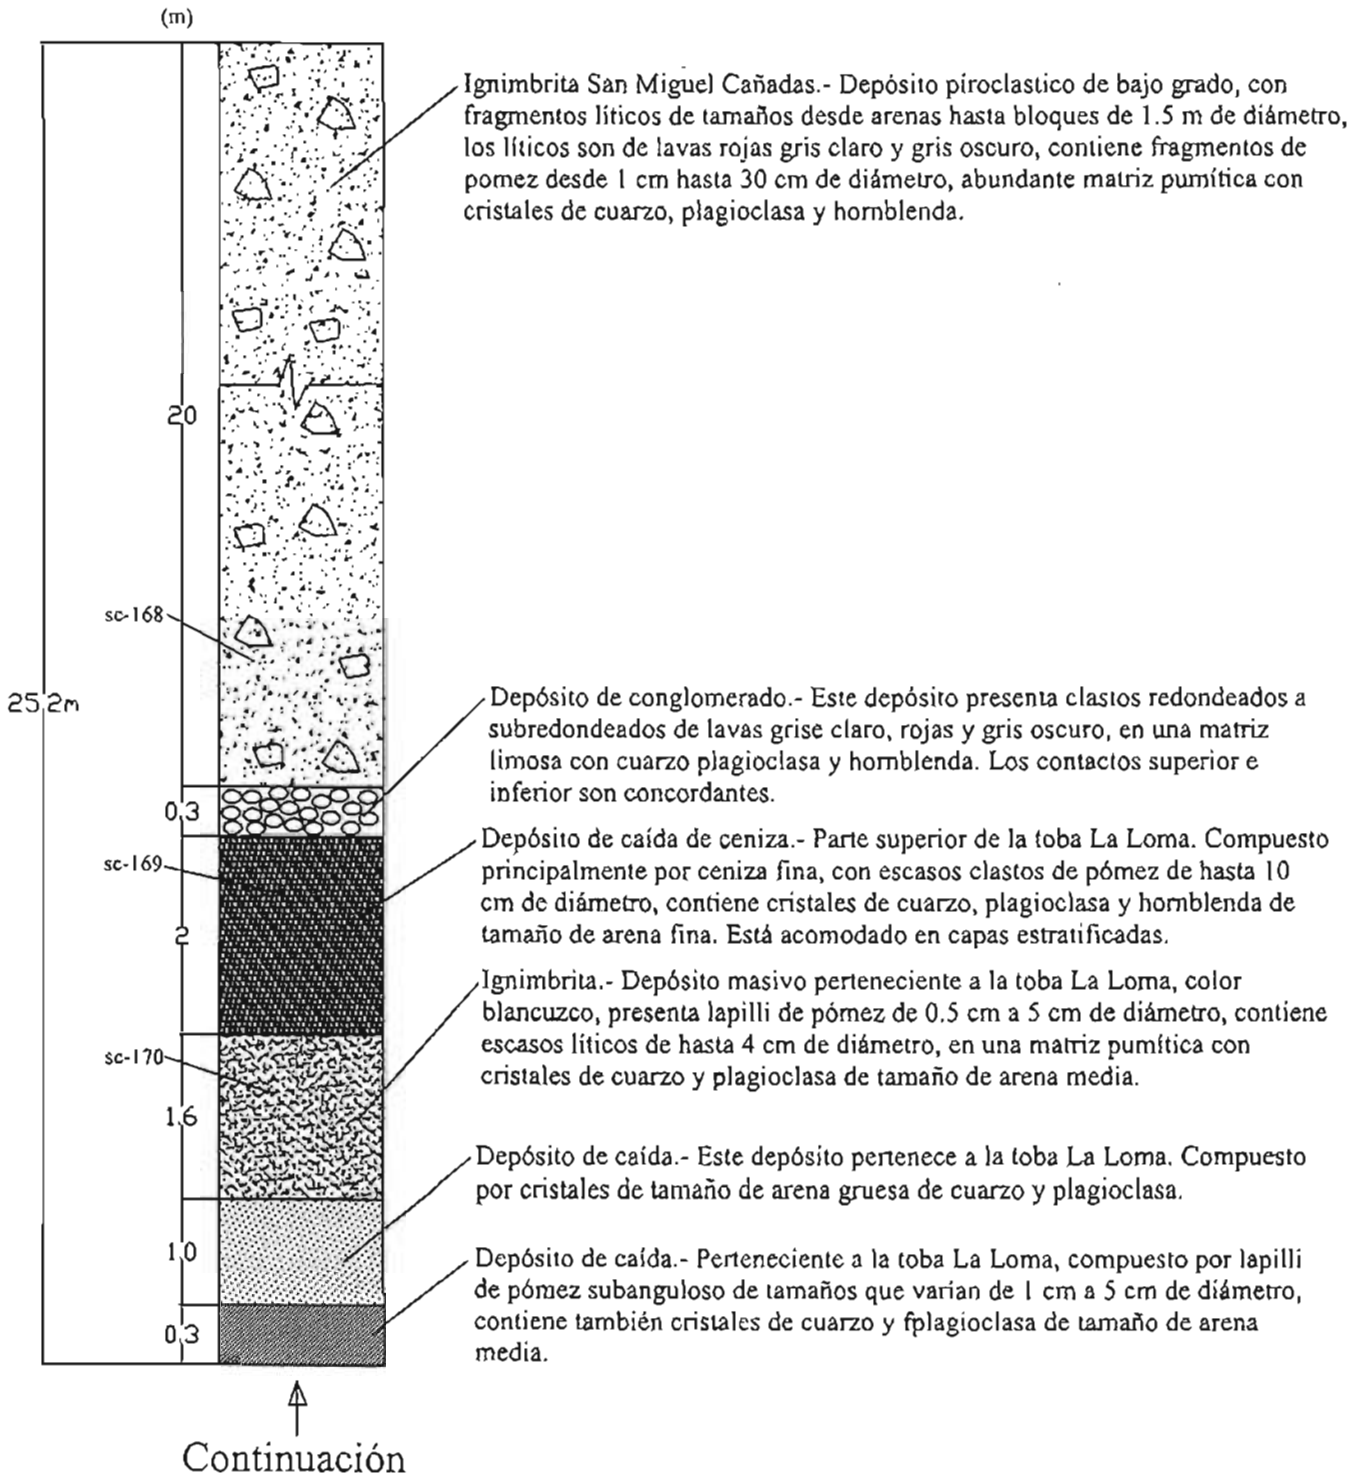 (m)
Ignimbrita San Miguel Cañadas.- Depósito piroclastico de bajo grado, con
fragmentos líticos de tamaños desde arenas hasta bloques de 1.5 m de diámetro,
los líticos son de lavas rojas gris claro y gris oscuro, contiene fragmentos de
pomez desde 1 cm hasta 30 cm de diámetro, abundante matriz pumítica con
cristales de cuarzo, plagioclasa y hornblenda.
20
sc-168
25.2m
Depósito de conglomerado.- Este depósito presenta clastos redondeados a
subredondeados de lavas grise claro, rojas y gris oscuro, en una matriz
limosa con cuarzo plagioclasa y hornblenda. Los contactos superior e
inferior son concordantes.
0.3
Depósito de caída de ceniza.- Parte superior de la toba La Loma. Compuesto
principalmente por ceniza fina, con escasos clastos de pómez de hasta 10
cm de diámetro, contiene cristales de cuarzo, plagioclasa y hornblenda de
tamaño de arena fina. Está acomodado en capas estratificadas.
sc-169
2
Ignimbrita.- Depósito masivo perteneciente a la toba La Loma, color
blancuzco, presenta lapilli de pómez de 0.5 cm a 5 cm de diámetro, contiene
escasos líticos de hasta 4 cm de diámetro, en una matriz pumítica con
cristales de cuarzo y plagioclasa de tamaño de arena media.
sc-170
1.6
Depósito de caída.- Este depósito pertenece a la toba La Loma. Compuesto
por cristales de tamaño de arena gruesa de cuarzo y plagioclasa.
1.0
Depósito de caída.- Perteneciente a la toba La Loma, compuesto por lapilli
de pómez subanguloso de tamaños que varían de 1 cm a 5 cm de diámetro,
contiene también cristales de cuarzo y fplagioclasa de tamaño de arena
media.
0.3
Continuación